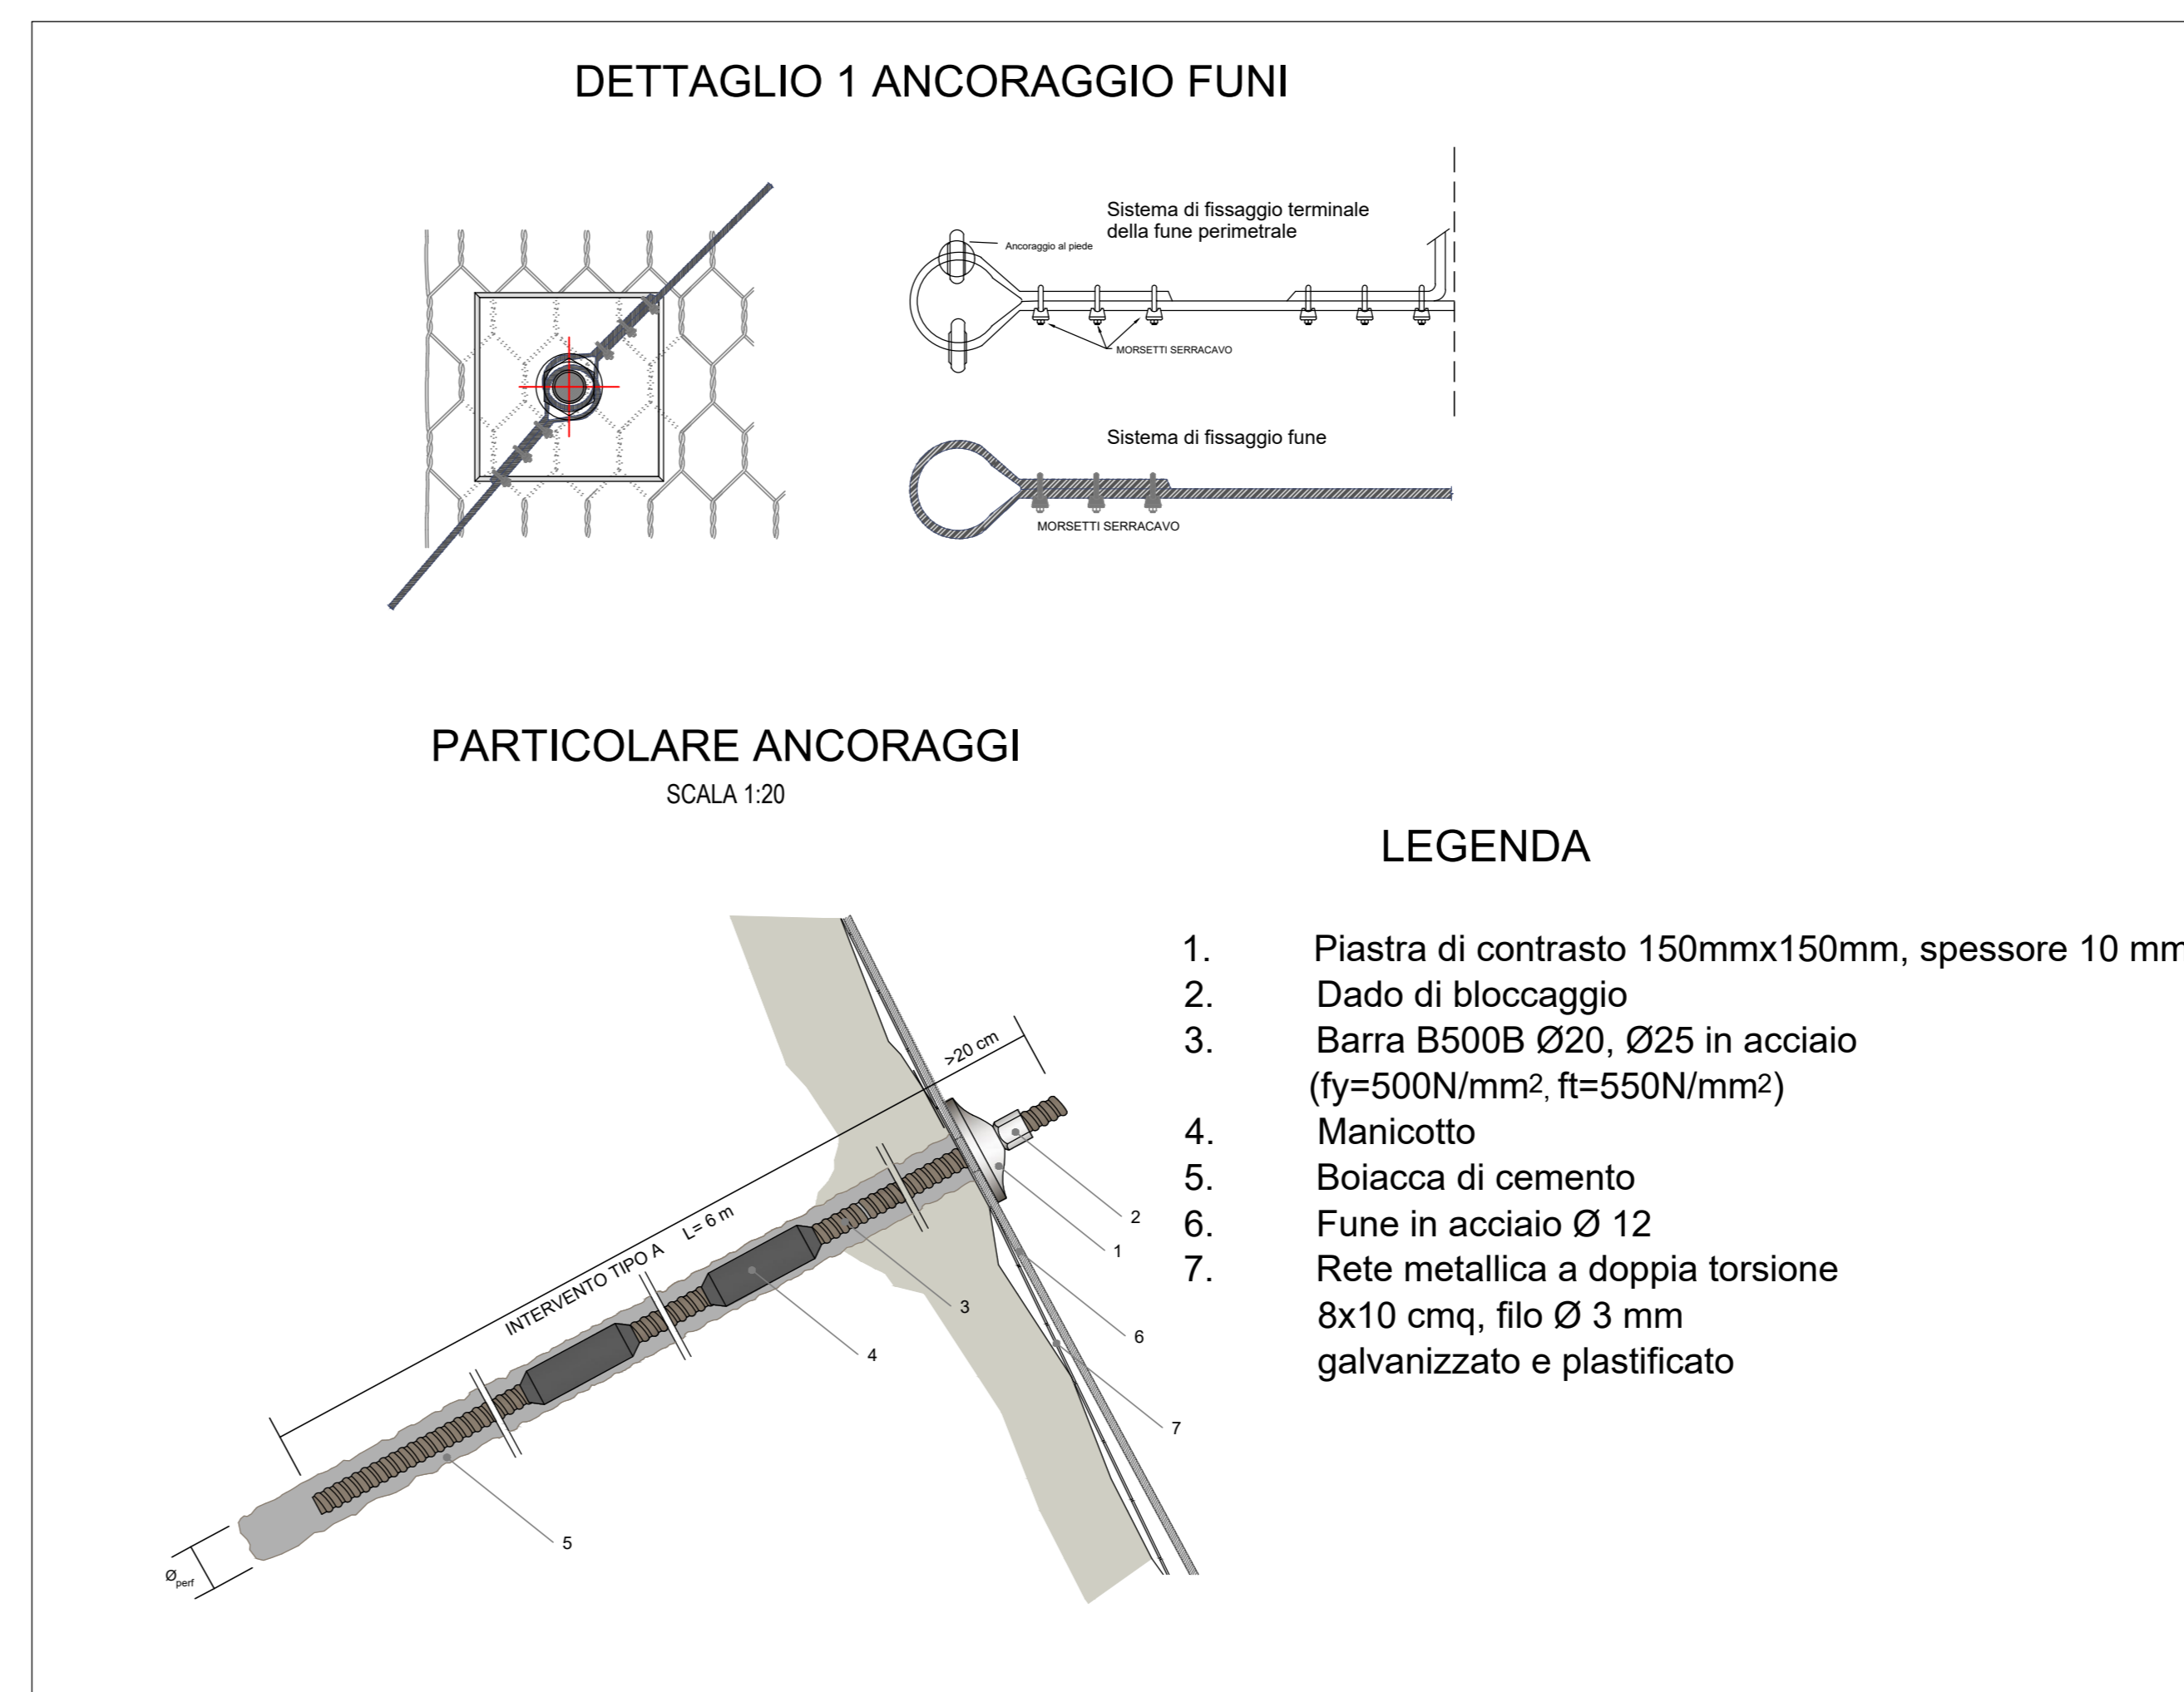 DETTAGLIO 1 ANCORAGGIO FUNI
Sistema di fissaggio terminale
della fune perimetrale
Ancoraggio al piede
MORSETTI SERRACAVO
Sistema di fissaggio fune
MORSETTI SERRACAVO
PARTICOLARE ANCORAGGI
SCALA 1:20
LEGENDA
1. Piastra di contrasto 150mmx150mm, spessore 10 mm
2. Dado di bloccaggio
3. Barra B500B Ø20, Ø25 in acciaio
(fy=500N/mm², ft=550N/mm²)
4. Manicotto
5. Boiacca di cemento
6. Fune in acciaio Ø 12
7. Rete metallica a doppia torsione
8x10 cmq, filo Ø 3 mm
galvanizzato e plastificato
>20 cm
INTERVENTO TIPO A L= 6 m
2
1
3
6
4
7
5
Øperf